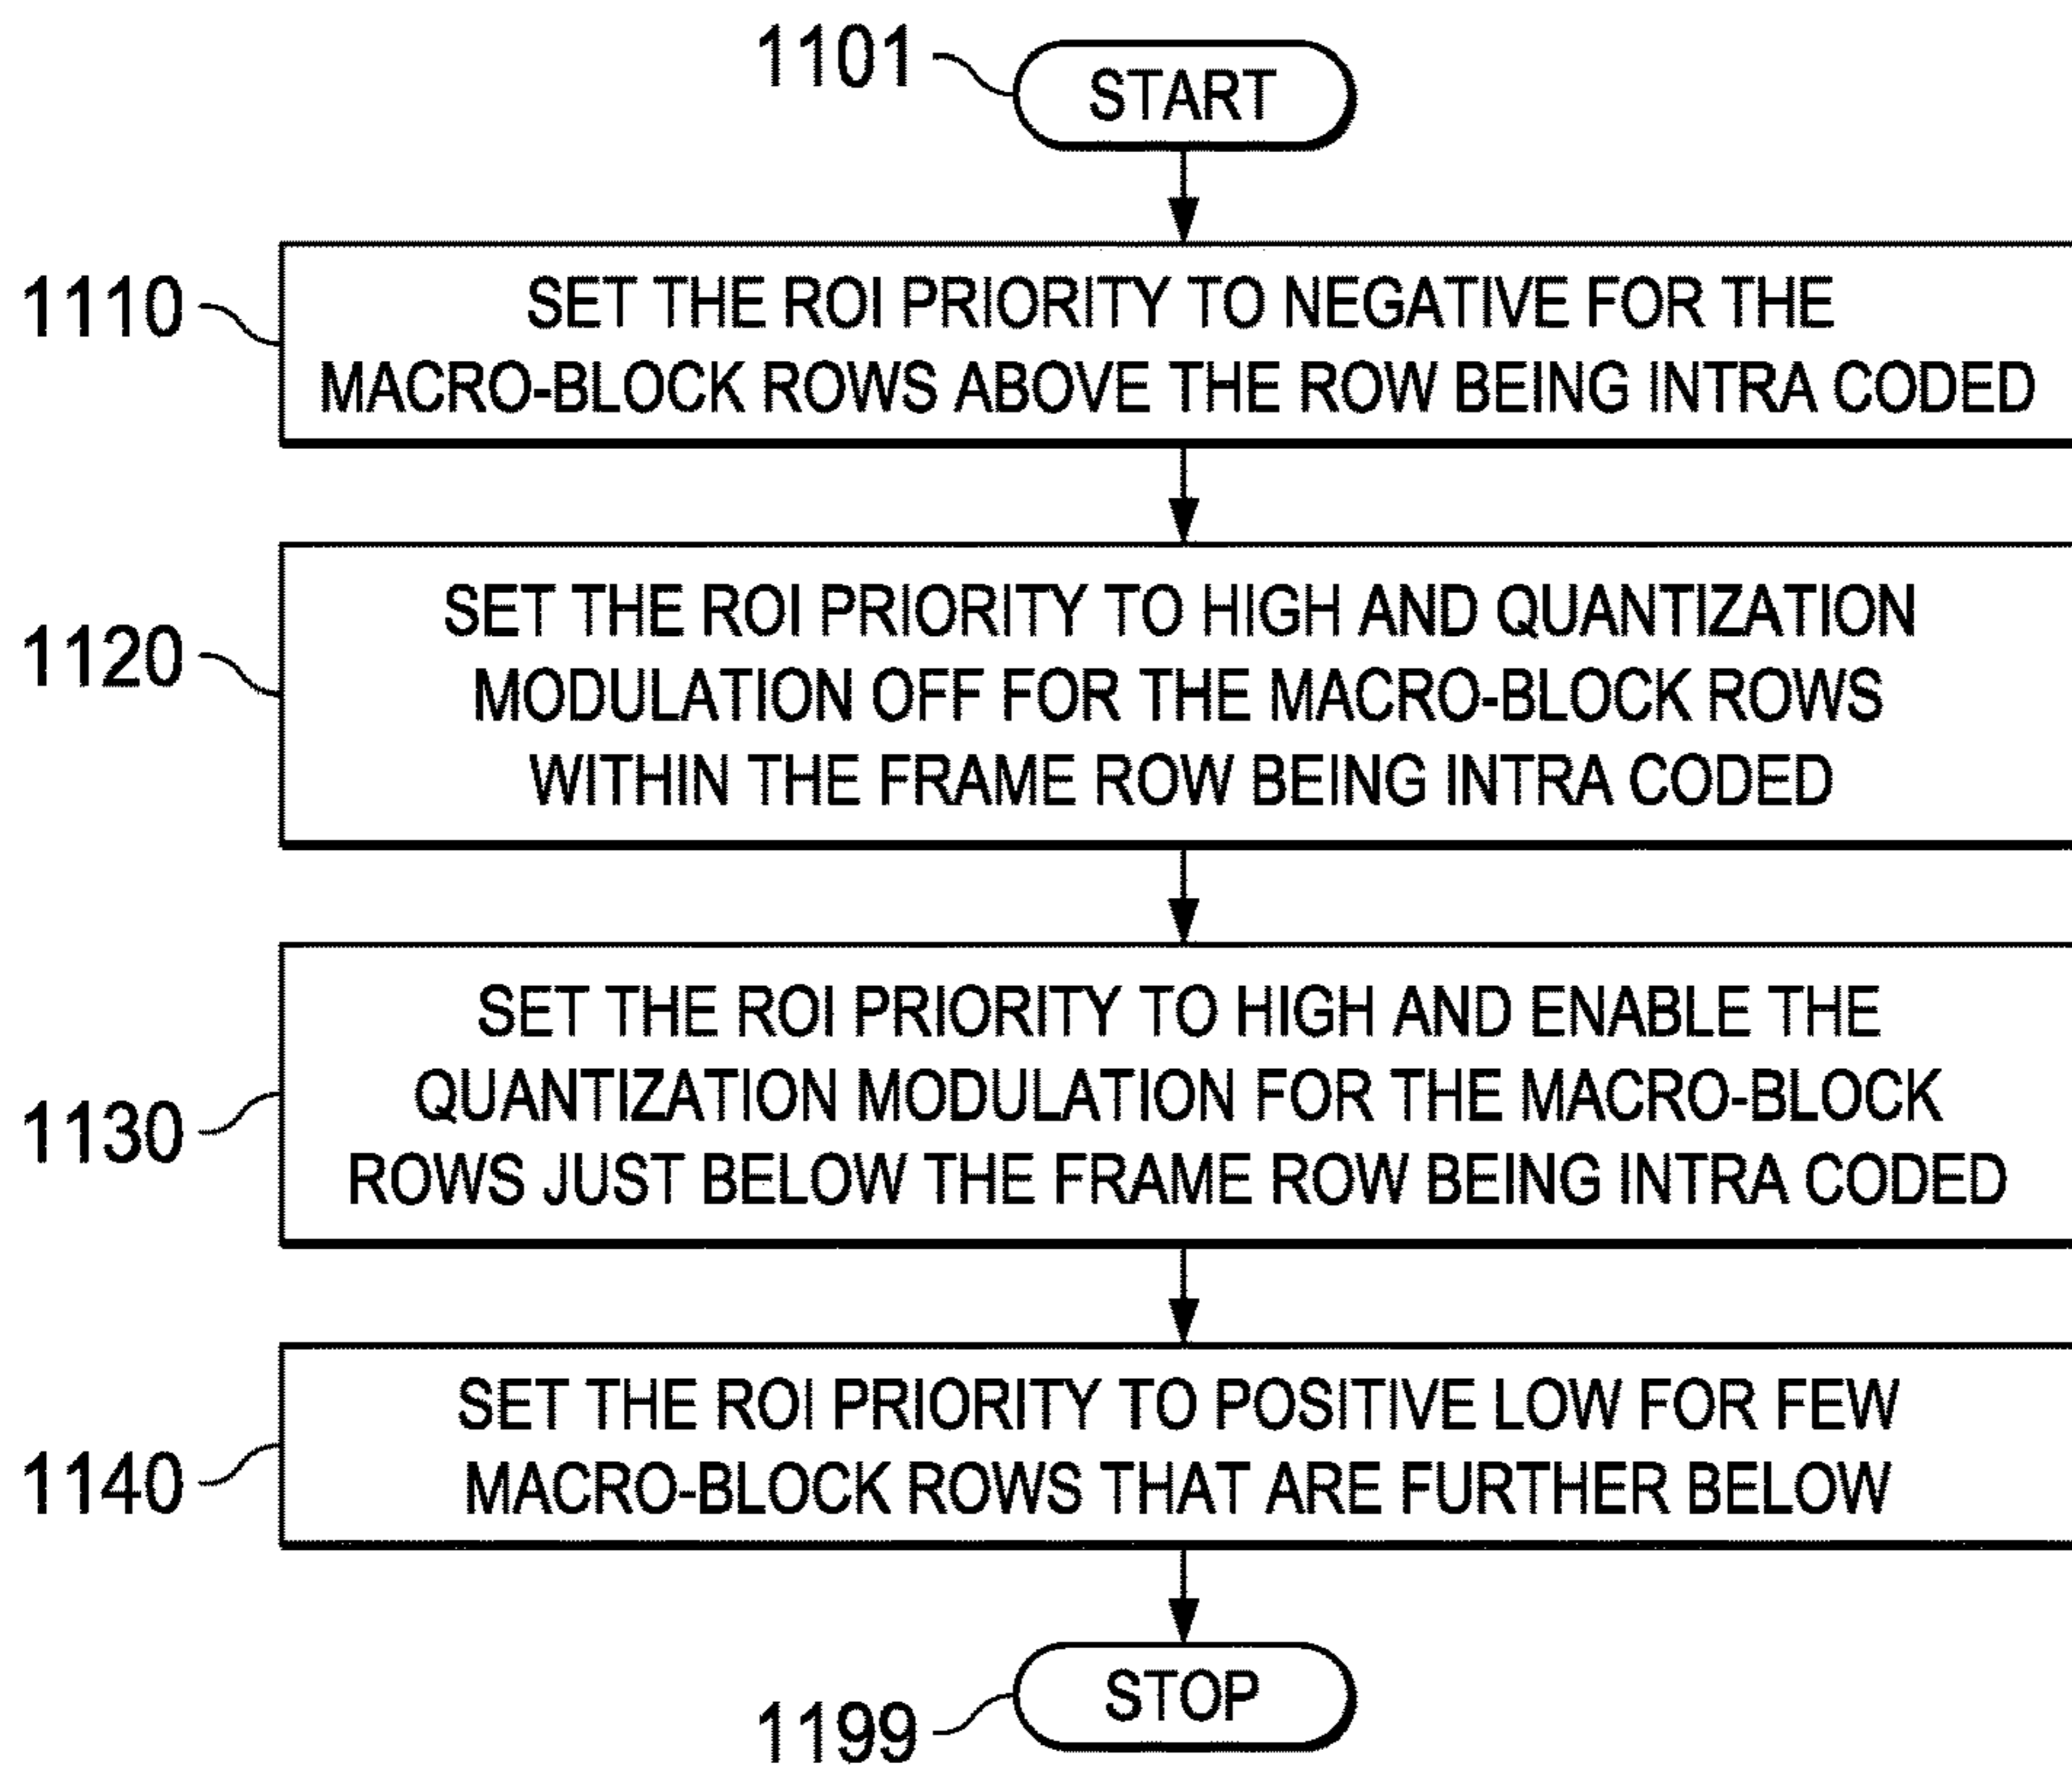 1101
START
1110
SET THE ROI PRIORITY TO NEGATIVE FOR THE
MACRO-BLOCK ROWS ABOVE THE ROW BEING INTRA CODED
1120
SET THE ROI PRIORITY TO HIGH AND QUANTIZATION
MODULATION OFF FOR THE MACRO-BLOCK ROWS
WITHIN THE FRAME ROW BEING INTRA CODED
1130
SET THE ROI PRIORITY TO HIGH AND ENABLE THE
QUANTIZATION MODULATION FOR THE MACRO-BLOCK
ROWS JUST BELOW THE FRAME ROW BEING INTRA CODED
1140
SET THE ROI PRIORITY TO POSITIVE LOW FOR FEW
MACRO-BLOCK ROWS THAT ARE FURTHER BELOW
1199
STOP